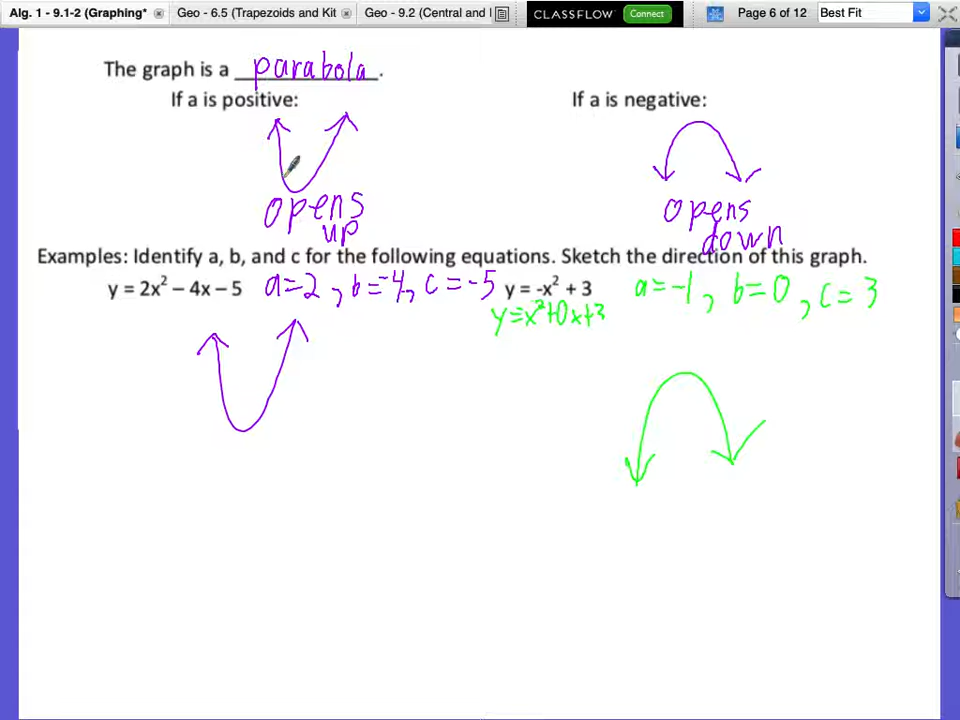 Alg. 1 - 9.1-2 (Graphing*
Geo - 6.5 (Trapezoids and Kit
Geo - 9.2 (Central and I
CLASSFLOW Connect
Page 6 of 12
Best Fit
The graph is a parabola.
If a is positive:
If a is negative:
opens
up
opens
down
Examples: Identify a, b, and c for the following equations. Sketch the direction of this graph.
y = 2x² – 4x – 5 a=2, b=-4, c=-5
y = -x² + 3 a=-1, b=0, c=3
y=x²+0x+3